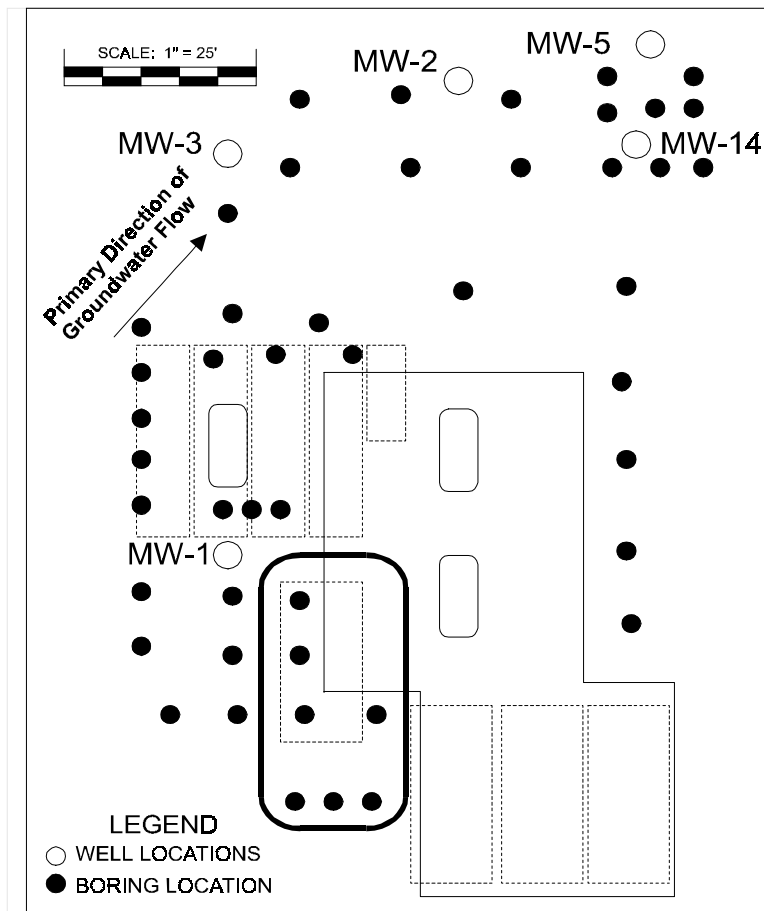 SCALE: 1" = 25'
MW-5
MW-2
MW-3
MW-14
Primary Direction of
Groundwater Flow
MW-1
LEGEND
WELL LOCATIONS
BORING LOCATION